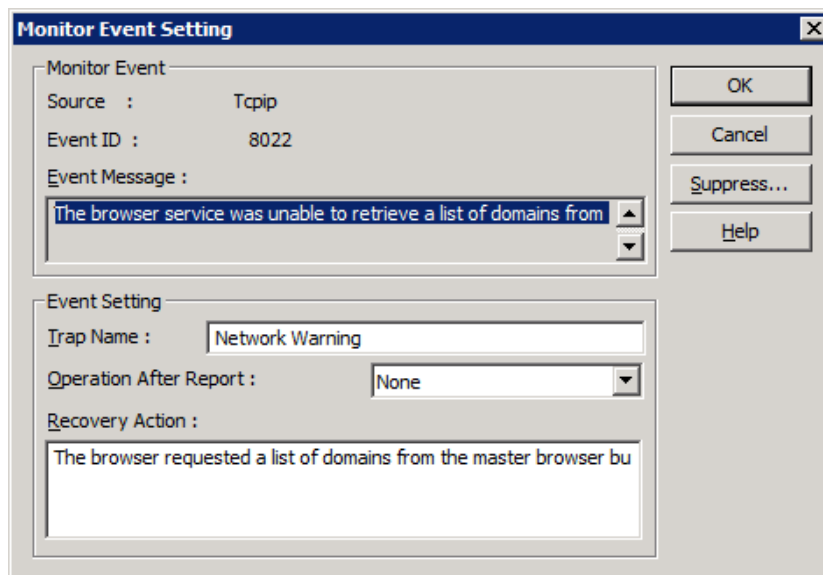 Monitor Event Setting
Monitor Event
Source : Tcpip
Event ID : 8022
Event Message :
The browser service was unable to retrieve a list of domains from
OK
Cancel
Suppress...
Help
Event Setting
Trap Name : Network Warning
Operation After Report : None
Recovery Action :
The browser requested a list of domains from the master browser bu